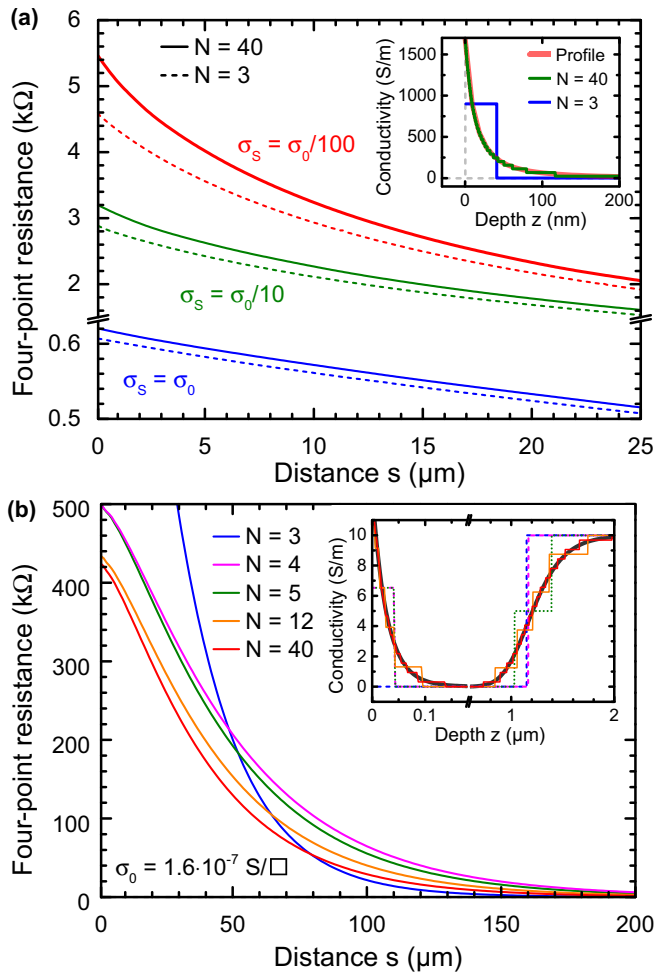 (a)
N = 40
N = 3
σS = σ0/100
σS = σ0/10
σS = σ0
Four-point resistance (kΩ)
6
5
4
3
2
0.6
0.5
0 5 10 15 20 25
Distance s (μm)
Conductivity (S/m)
1500
1000
500
0
Profile
N = 40
N = 3
0 100 200
Depth z (nm)
(b)
Four-point resistance (kΩ)
500
400
300
200
100
0
N = 3
N = 4
N = 5
N = 12
N = 40
σ0 = 1.6·10-7 S/□
0 50 100 150 200
Distance s (μm)
Conductivity (S/m)
10
8
6
4
2
0
0 0.1 1 2
Depth z (μm)